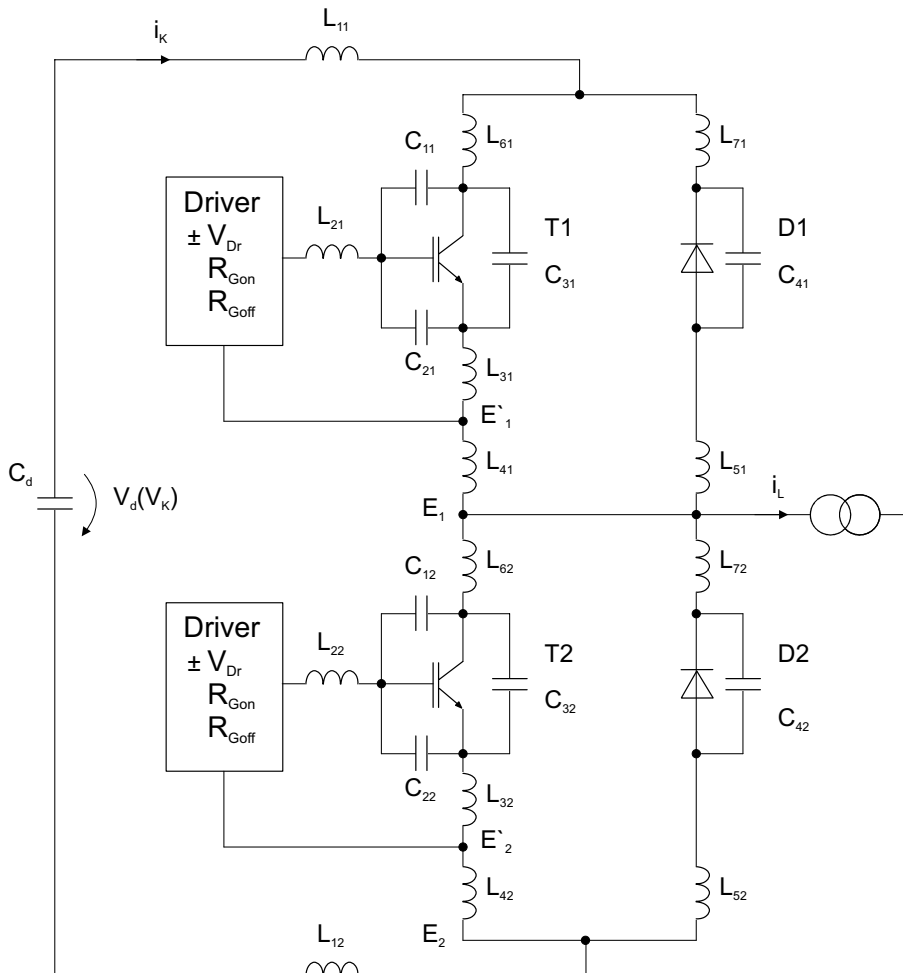 i_K
L_11
L_61
L_71
C_11
Driver
± V_Dr
R_Gon
R_Goff
L_21
T1
C_31
D1
C_41
C_21
L_31
E`_1
L_41
L_51
C_d
V_d(V_K)
E_1
i_L
L_62
L_72
C_12
Driver
± V_Dr
R_Gon
R_Goff
L_22
T2
C_32
D2
C_42
C_22
L_32
E`_2
L_42
L_52
E_2
L_12